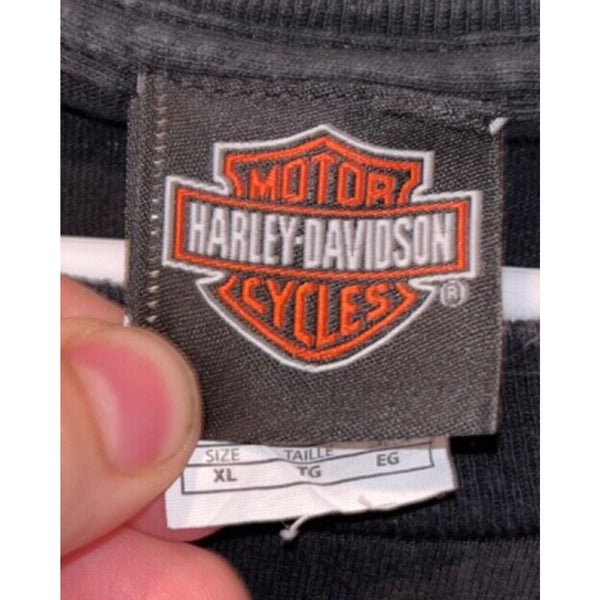 MOTOR
HARLEY-DAVIDSON
CYCLES
®
SIZE TAILLE
XL TG EG